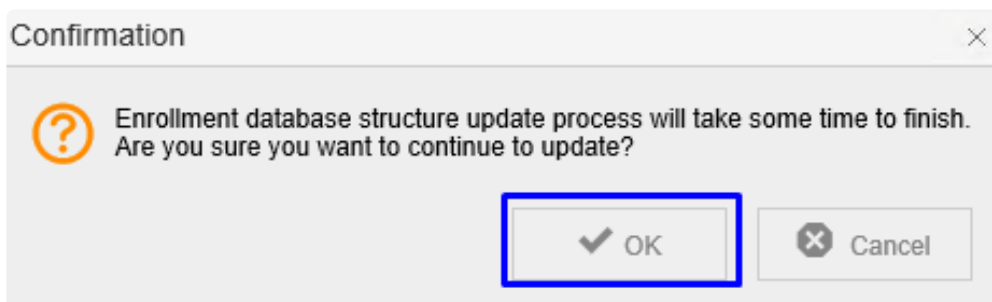 Confirmation
Enrollment database structure update process will take some time to finish.
Are you sure you want to continue to update?
OK
Cancel